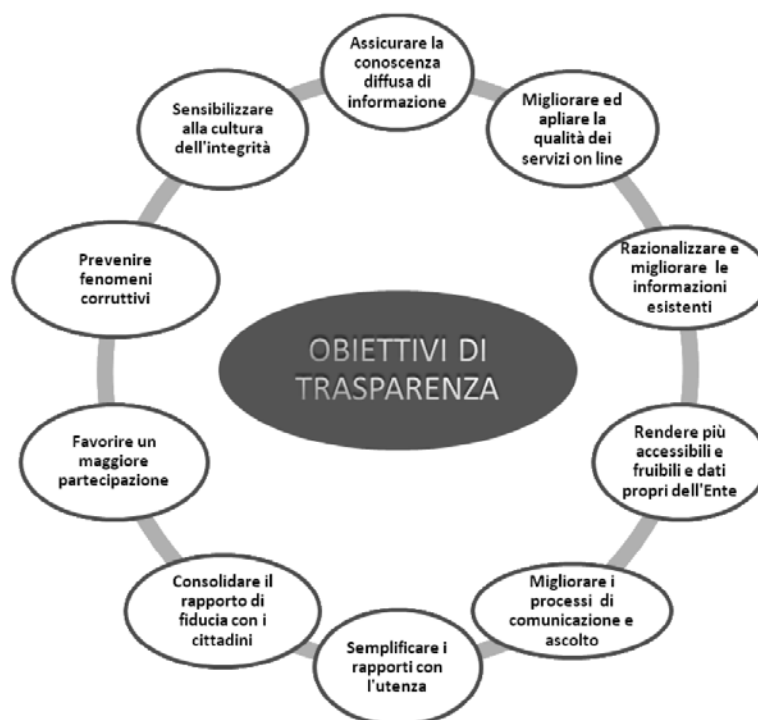 Assicurare la
conoscenza
diffusa di
informazione
Migliorare ed
apliare la
qualità dei
servizi on line
Razionalizzare e
migliorare le
informazioni
esistenti
Rendere più
accessibili e
fruibili e dati
propri dell'Ente
Migliorare i
processi di
comunicazione e
ascolto
Semplificare i
rapporti con
l'utenza
Consolidare il
rapporto di
fiducia con i
cittadini
Favorire un
maggiore
partecipazione
Prevenire
fenomeni
corruttivi
Sensibilizzare
alla cultura
dell'integrità
OBIETTIVI DI
TRASPARENZA